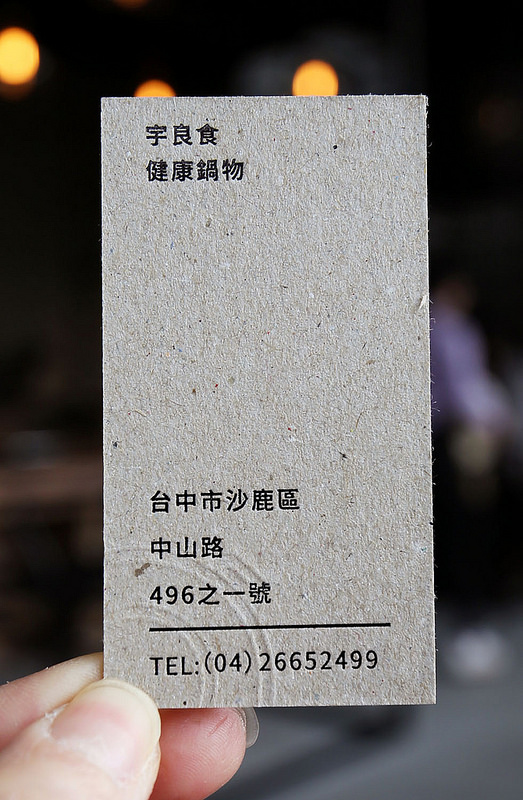 宇良食
健康鍋物
台中市沙鹿區
中山路
496之一號
TEL:(04)26652499